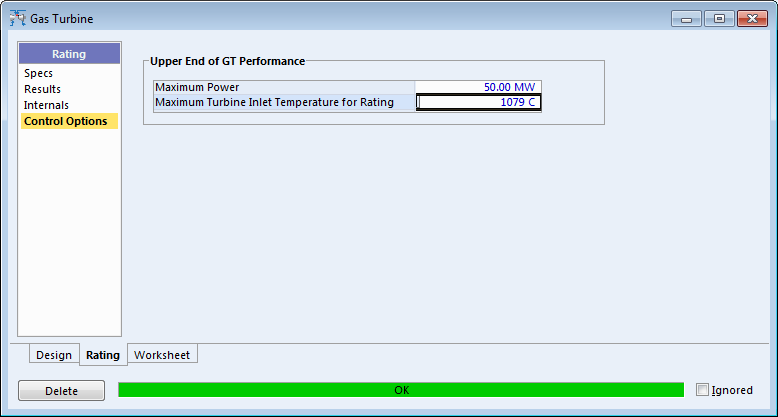 Gas Turbine
Rating
Specs
Results
Internals
Control Options
Upper End of GT Performance
Maximum Power 50.00 MW
Maximum Turbine Inlet Temperature for Rating 1079 C
Design Rating Worksheet
Delete OK Ignored